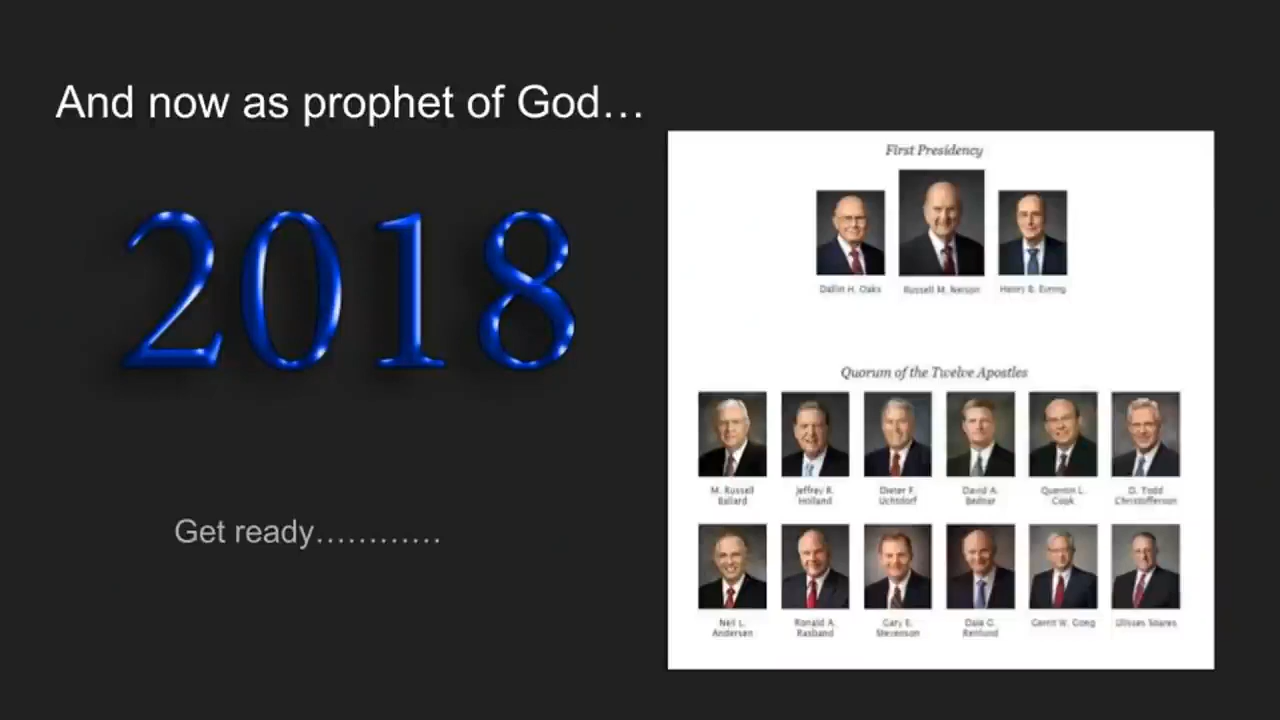 And now as prophet of God…
2018
Get ready…………
First Presidency
Dallin H. Oaks
Russell M. Nelson
Henry B. Eyring
Quorum of the Twelve Apostles
M. Russell
Ballard
Jeffrey R.
Holland
Dieter F.
Uchtdorf
David A.
Bednar
Quentin L.
Cook
D. Todd
Christofferson
Neil L.
Andersen
Ronald A.
Rasband
Gary E.
Stevenson
Dale G.
Renlund
Gerrit W. Gong
Ulisses Soares